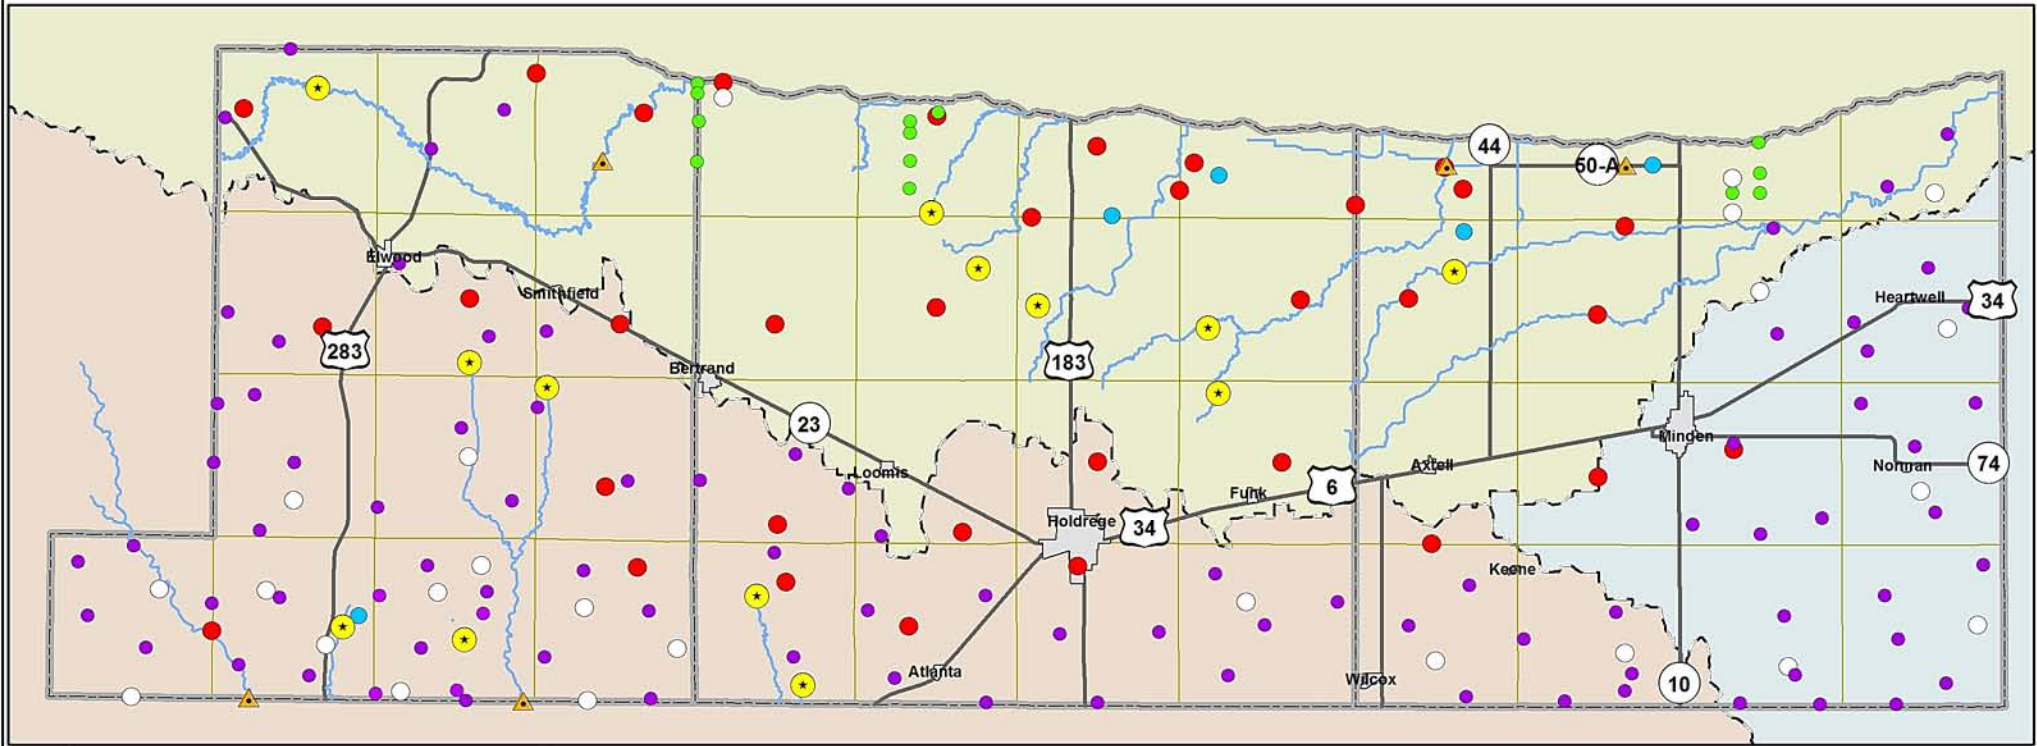 44
50-A
Elwood
Smithfield
Heartwell
34
283
183
Bertrand
23
Minden
Loomis
Axtell
Norman
74
Funk
6
Holdrege
34
Keene
Atlanta
Wilcox
10